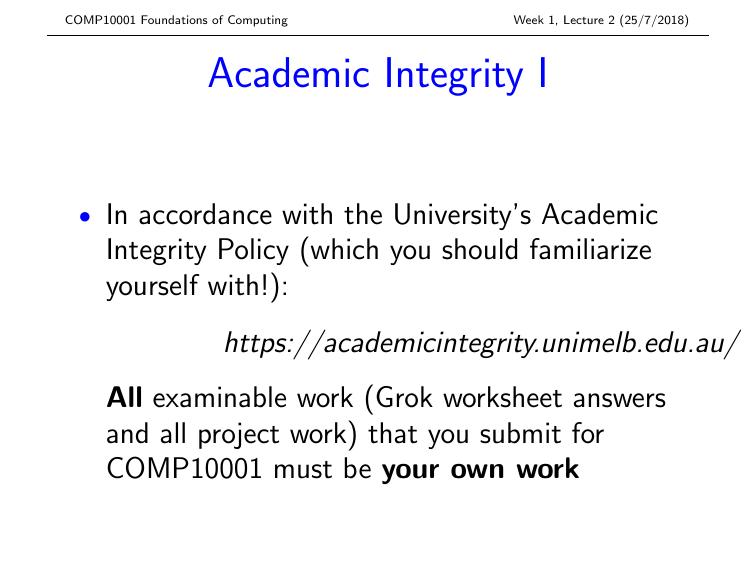 COMP10001 Foundations of Computing Week 1, Lecture 2 (25/7/2018)
Academic Integrity I
• In accordance with the University's Academic
Integrity Policy (which you should familiarize
yourself with!):
https://academicintegrity.unimelb.edu.au/
All examinable work (Grok worksheet answers
and all project work) that you submit for
COMP10001 must be your own work